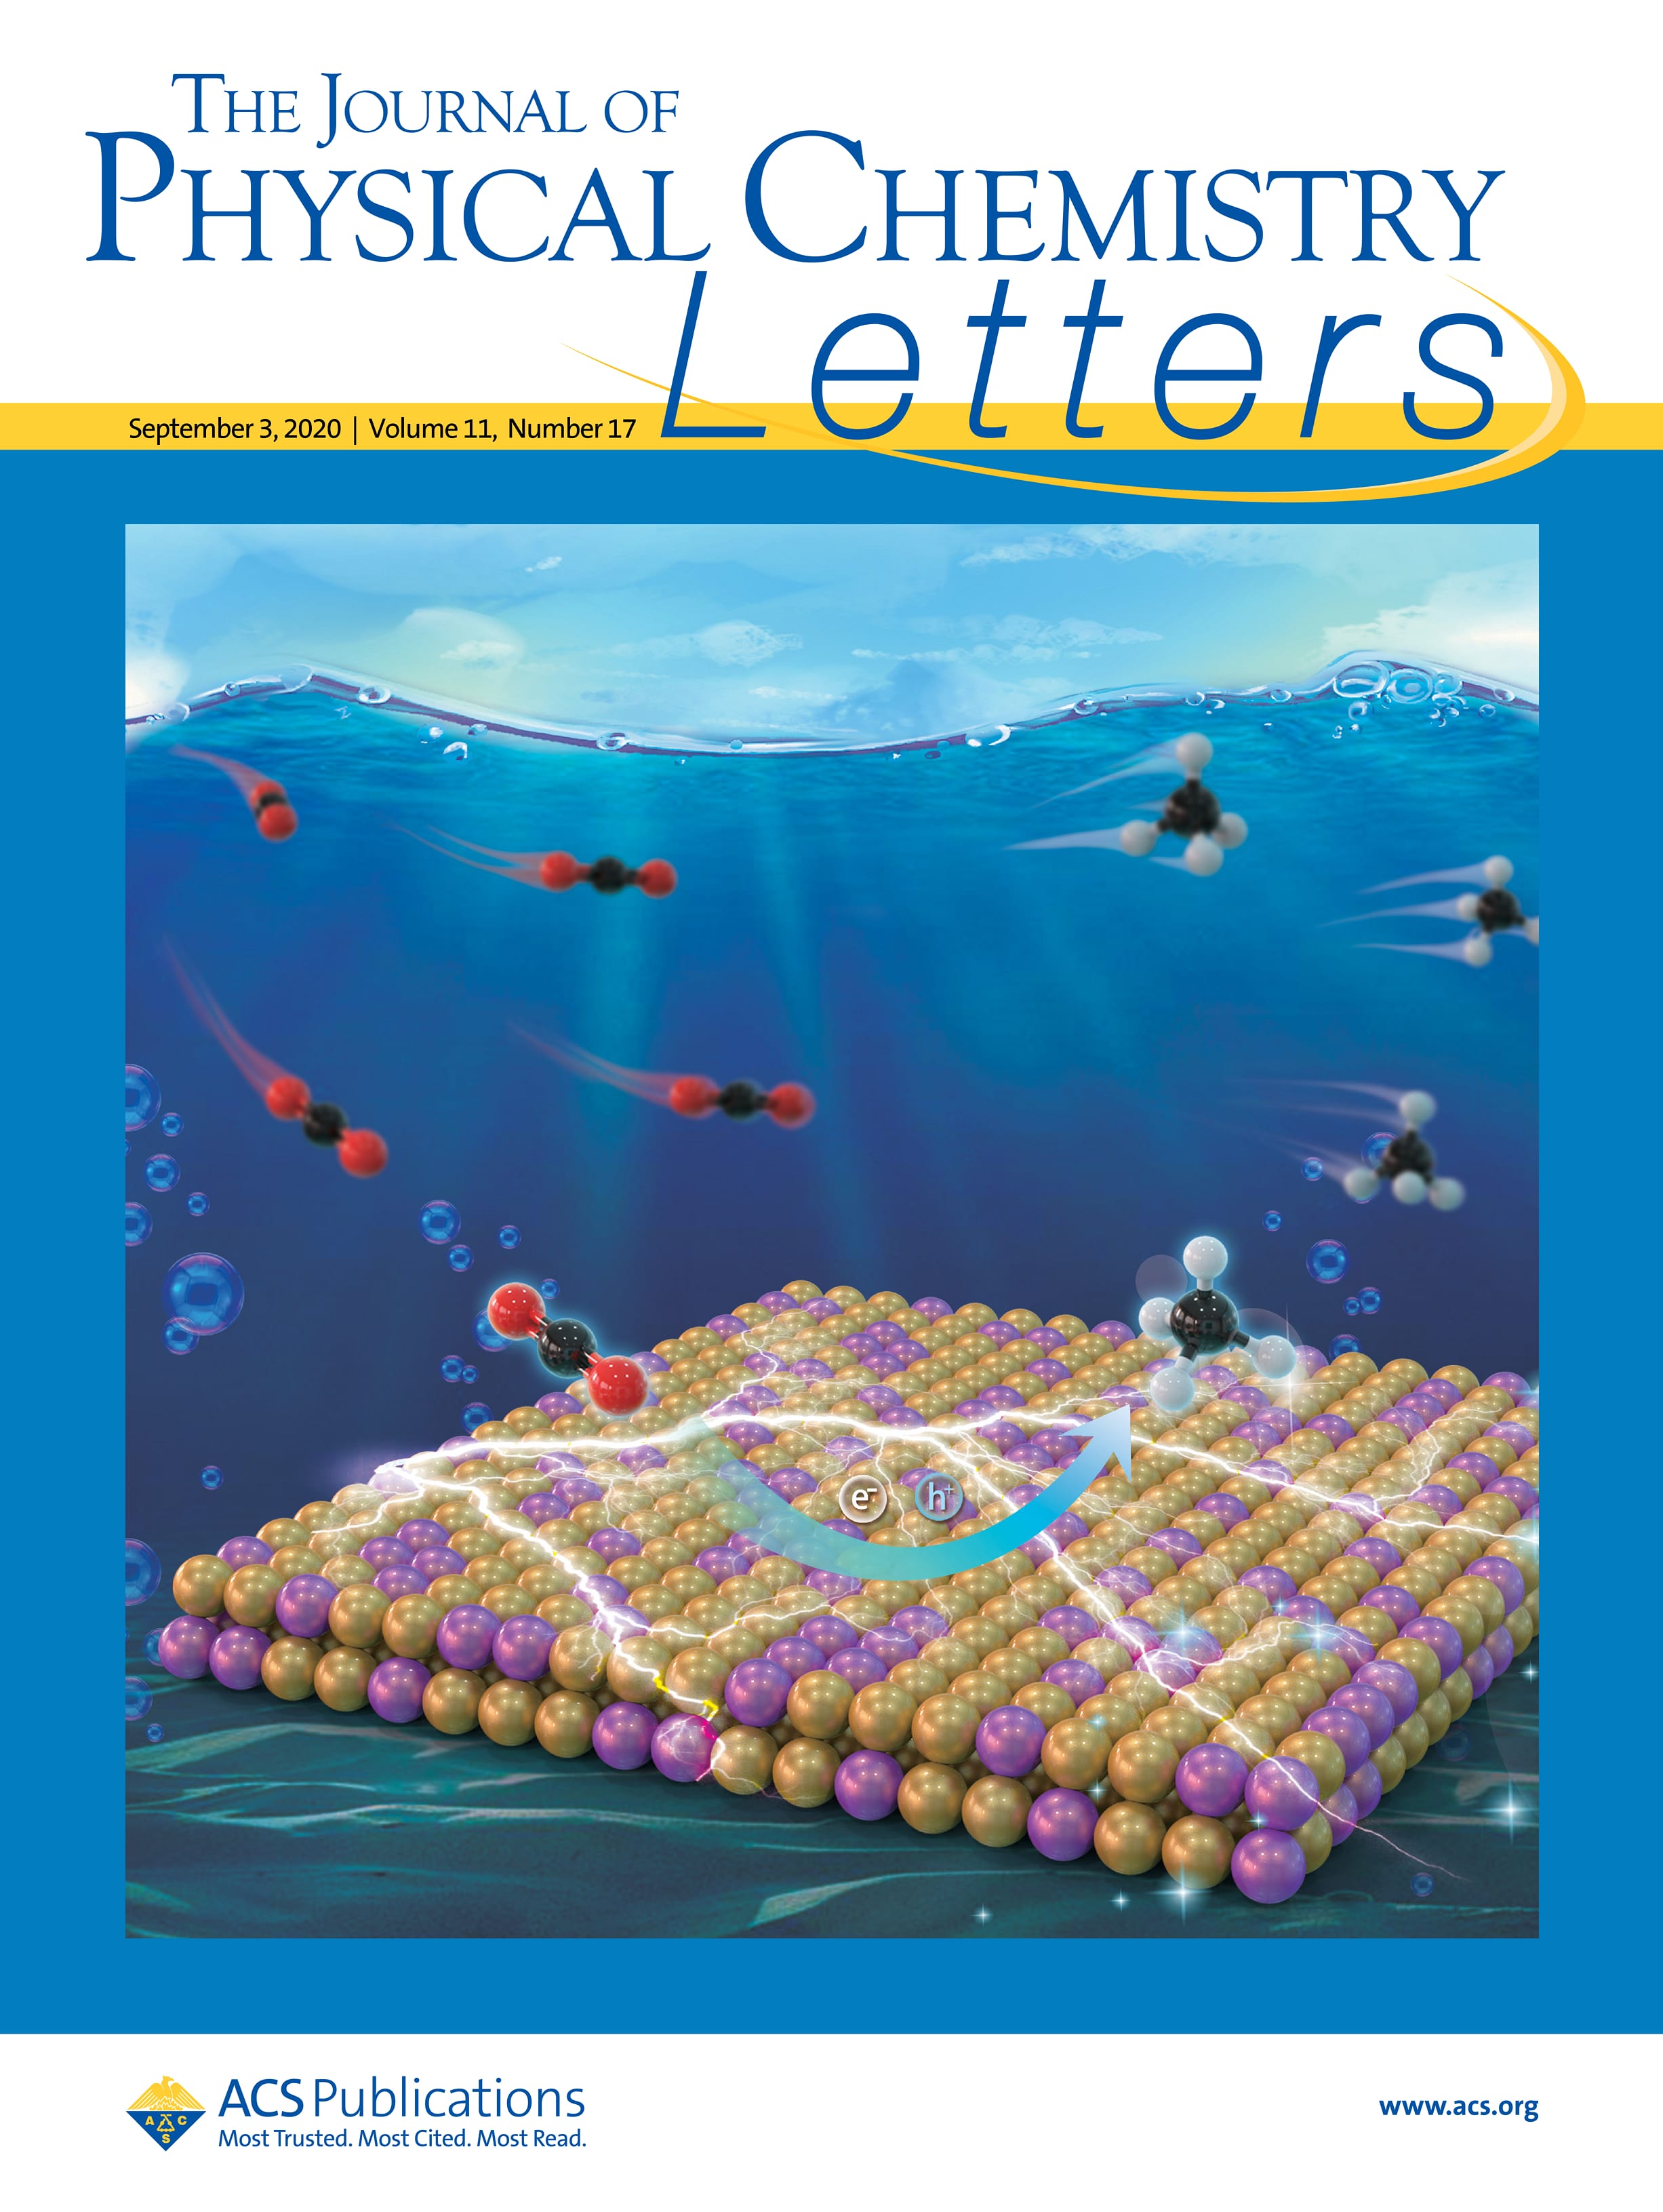 THE JOURNAL OF
PHYSICAL CHEMISTRY
Letters
September 3, 2020 | Volume 11, Number 17
e⁻ h⁺
ACS Publications
Most Trusted. Most Cited. Most Read.
A C
S
www.acs.org